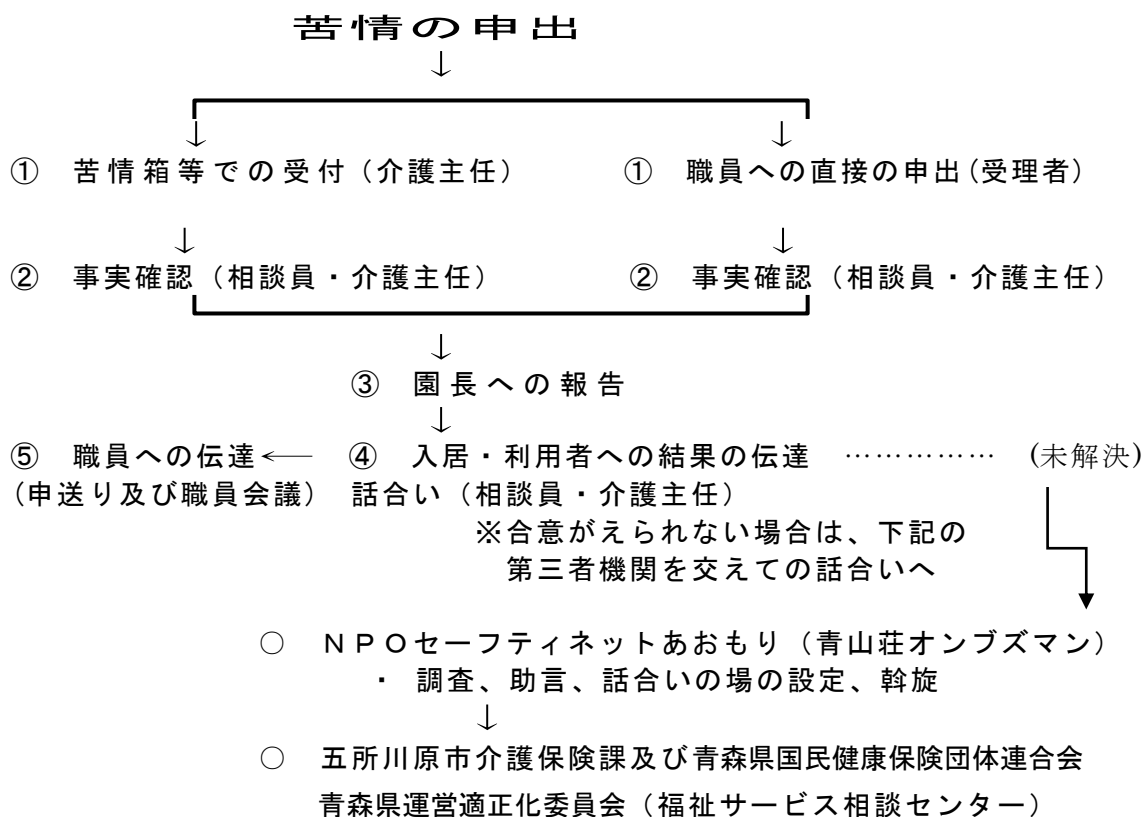 苦情の申出
↓
↓ ↓
① 苦情箱等での受付（介護主任） ① 職員への直接の申出（受理者）
↓ ↓
② 事実確認（相談員・介護主任） ② 事実確認（相談員・介護主任）
↓
③ 園長への報告
↓
⑤ 職員への伝達← ④ 入居・利用者への結果の伝達 …………… (未解決)
（申送り及び職員会議） 話合い（相談員・介護主任）
※合意がえられない場合は、下記の
第三者機関を交えての話合いへ
○ ＮＰＯセーフティネットあおもり（青山荘オンブズマン）
・ 調査、助言、話合いの場の設定、斡旋
↓
○ 五所川原市介護保険課及び青森県国民健康保険団体連合会
青森県運営適正化委員会（福祉サービス相談センター）